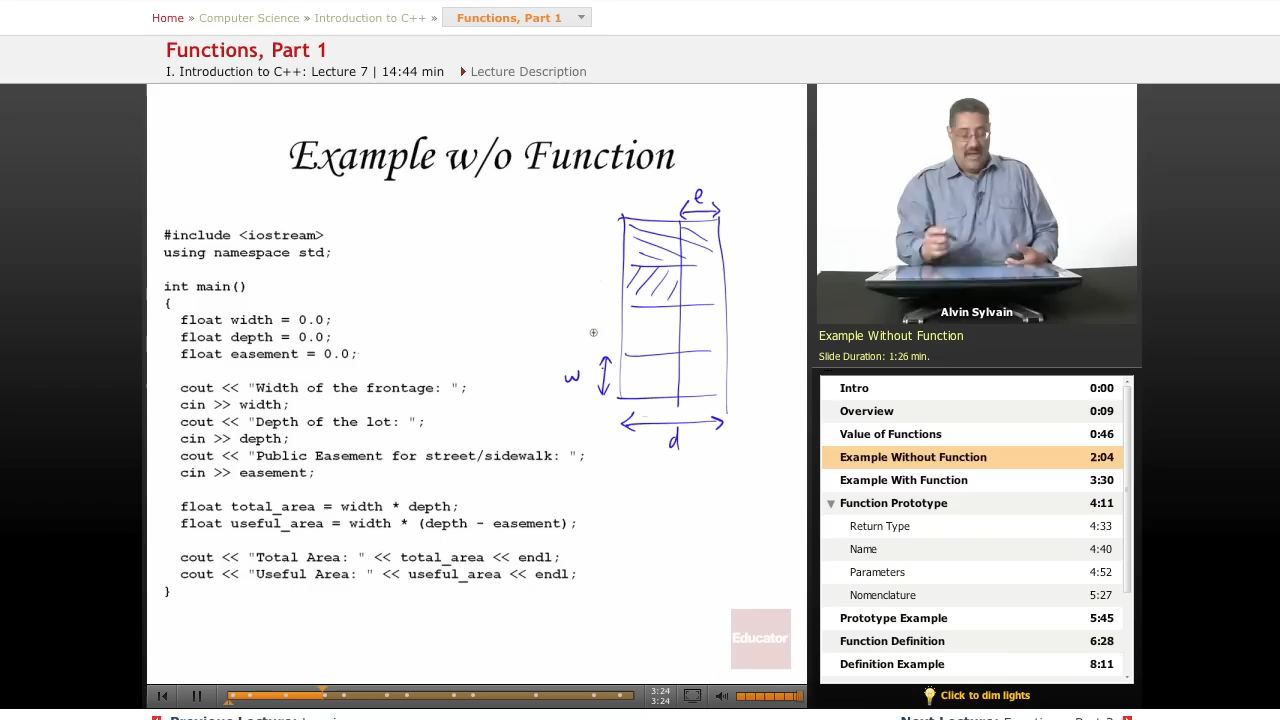 Home » Computer Science » Introduction to C++ » Functions, Part 1
Functions, Part 1
I. Introduction to C++: Lecture 7 | 14:44 min Lecture Description
Example w/o Function
#include <iostream>
using namespace std;
int main()
{
float width = 0.0;
float depth = 0.0;
float easement = 0.0;
cout << "Width of the frontage: ";
cin >> width;
cout << "Depth of the lot: ";
cin >> depth;
cout << "Public Easement for street/sidewalk: ";
cin >> easement;
float total_area = width * depth;
float useful_area = width * (depth - easement);
cout << "Total Area: " << total_area << endl;
cout << "Useful Area: " << useful_area << endl;
}
e
w
d
Educator
3:24
3:24
Alvin Sylvain
Example Without Function
Slide Duration: 1:26 min.
Intro 0:00
Overview 0:09
Value of Functions 0:46
Example Without Function 2:04
Example With Function 3:30
Function Prototype 4:11
Return Type 4:33
Name 4:40
Parameters 4:52
Nomenclature 5:27
Prototype Example 5:45
Function Definition 6:28
Definition Example 8:11
Click to dim lights
Previous Lecture:
Next Lecture: